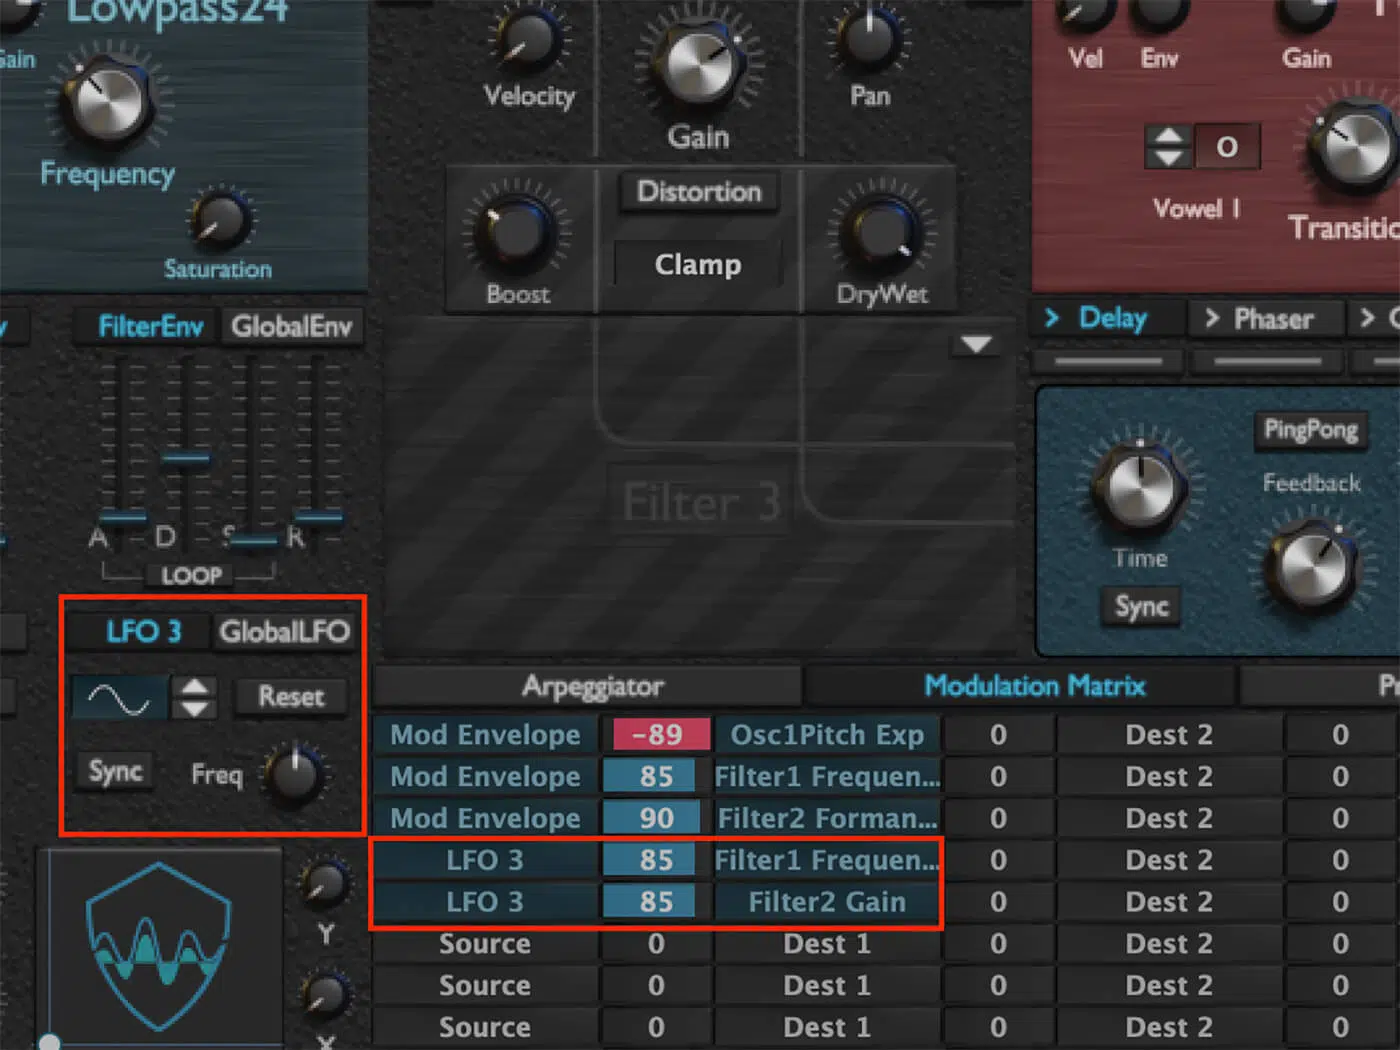 Lowpass24
Gain
Frequency
Saturation
Velocity
Gain
Pan
Distortion
Clamp
Boost
DryWet
Vel
Env
Gain
O
Vowel 1
FilterEnv
GlobalEnv
A
D
S
R
LOOP
Filter 3
> Delay
> Phaser
>
PingPong
Feedback
Time
Sync
LFO 3
GlobalLFO
Reset
Sync
Freq
Y
X
Arpeggiator
Modulation Matrix
Mod Envelope -89 Osc1Pitch Exp 0 Dest 2 0
Mod Envelope 85 Filter1 Frequen... 0 Dest 2 0
Mod Envelope 90 Filter2 Forman... 0 Dest 2 0
LFO 3 85 Filter1 Frequen... 0 Dest 2 0
LFO 3 85 Filter2 Gain 0 Dest 2 0
Source 0 Dest 1 0 Dest 2 0
Source 0 Dest 1 0 Dest 2 0
Source 0 Dest 1 0 Dest 2 0